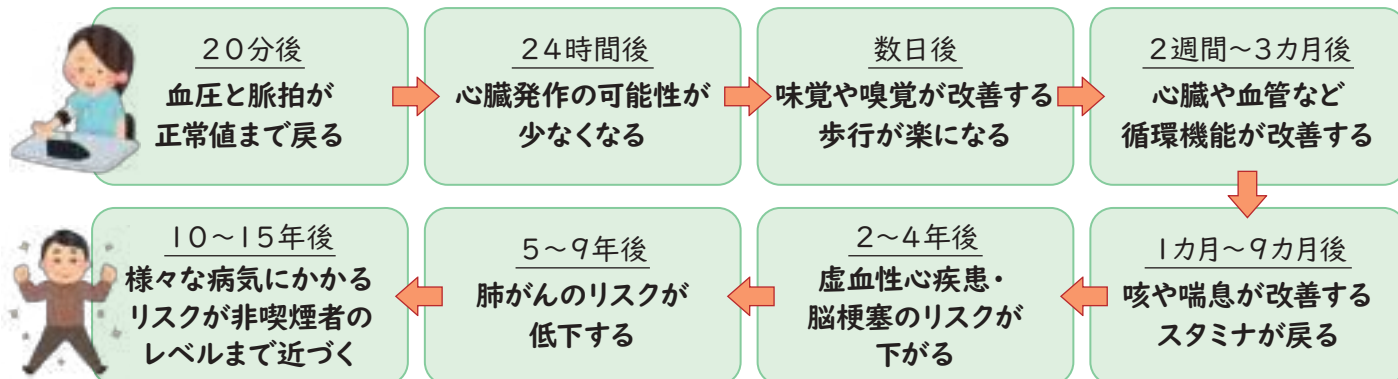 20分後
血圧と脈拍が
正常値まで戻る
24時間後
心臓発作の可能性が
少なくなる
数日後
味覚や嗅覚が改善する
歩行が楽になる
2週間～3カ月後
心臓や血管など
循環機能が改善する
1カ月～9カ月後
咳や喘息が改善する
スタミナが戻る
2～4年後
虚血性心疾患・
脳梗塞のリスクが
下がる
5～9年後
肺がんのリスクが
低下する
10～15年後
様々な病気にかかる
リスクが非喫煙者の
レベルまで近づく